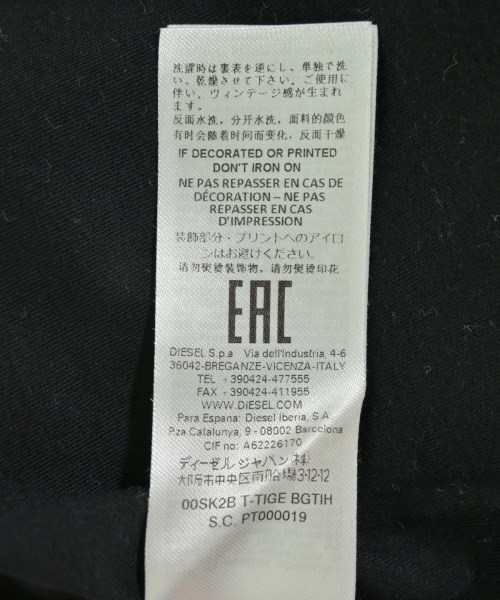 洗濯時は裏表を逆にし、単独で洗
い、乾燥させて下さい。ご使用に
伴い、ヴィンテージ感が生まれ
ます。
反面水洗，分开水洗，面料的颜色
有时会随着时间而变化，反面干燥
IF DECORATED OR PRINTED
DON'T IRON ON
NE PAS REPASSER EN CAS DE
DÉCORATION – NE PAS
REPASSER EN CAS
D'IMPRESSION
装飾部分・プリントへのアイロ
ンはお避けください。
请勿熨烫装饰物，请勿熨烫印花
EAC
DIESEL S.p.a Via dell'Industria, 4-6
36042-BREGANZE-VICENZA-ITALY
TEL +390424-477555
FAX +390424-411955
WWW.DIESEL.COM
Para Espana: Diesel Iberia, S.A
P.za Catalunya, 9 - 08002 Barcelona
CIF no: A62226170
ディーゼル ジャパン（株）
大阪市中央区南船場3-12-12
00SK2B T-TIGE BGTIH
S.C. PT000019